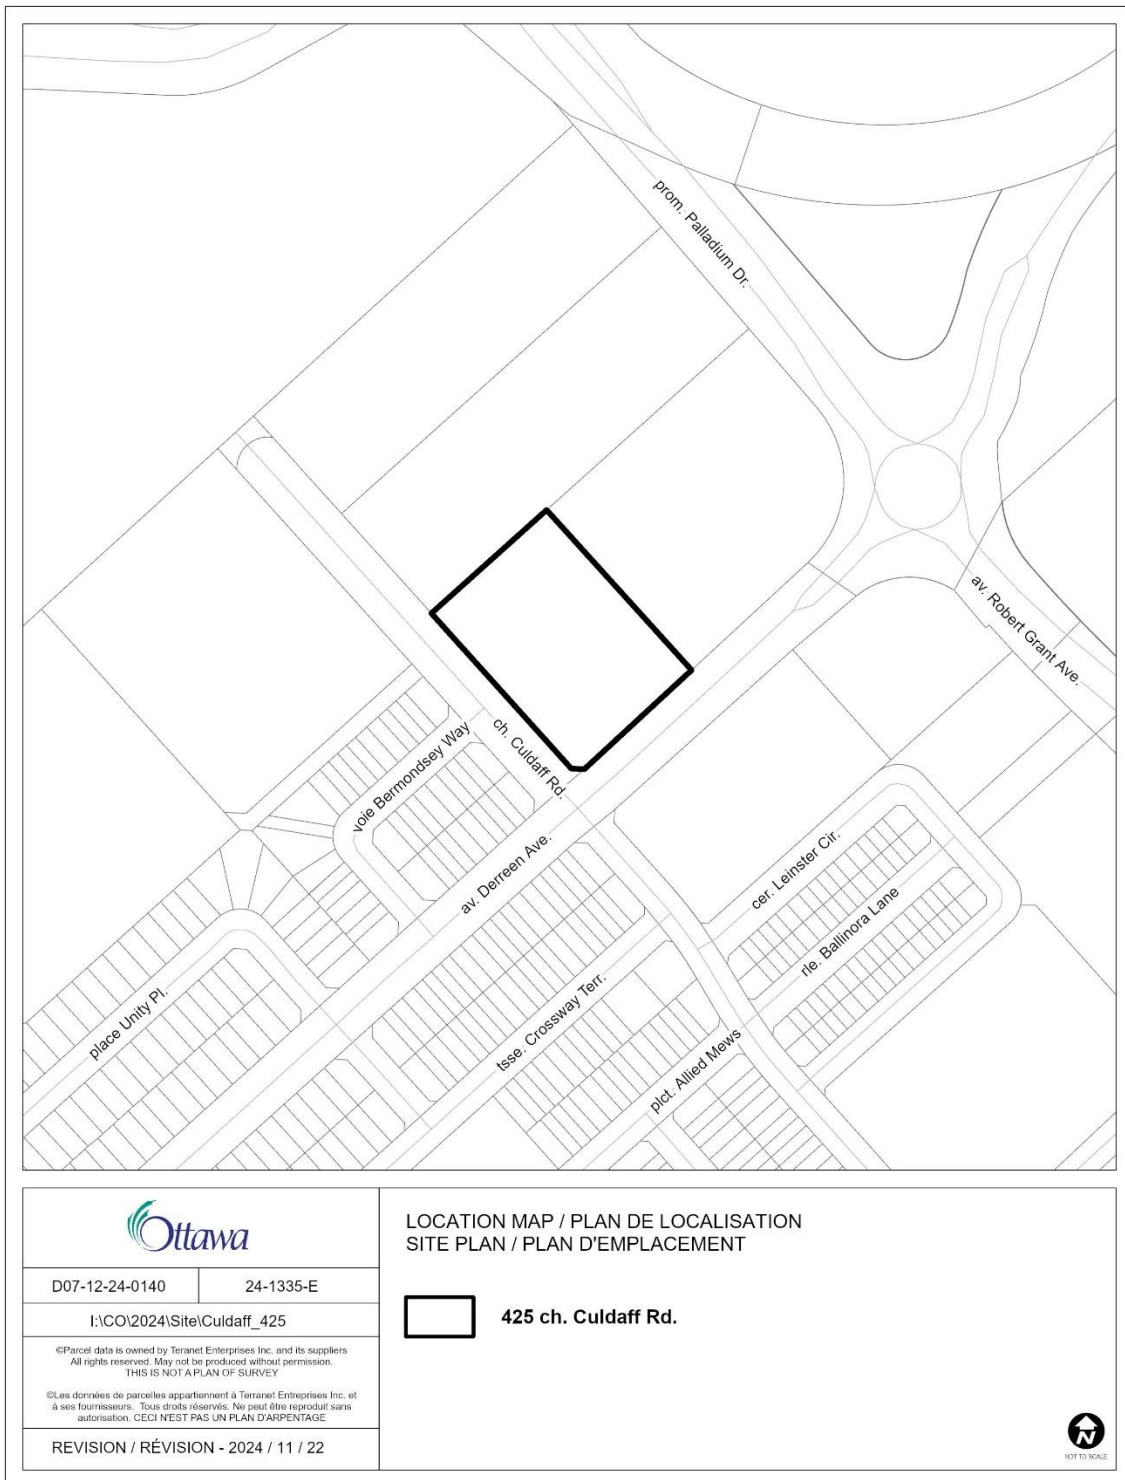 prom. Palladium Dr.
av. Robert Grant Ave.
ch. Culdaff Rd.
voie Bermondsey Way
av. Derreen Ave.
cer. Leinster Cir.
rle. Ballinora Lane
place Unity Pl.
tsse. Crossway Terr.
plct. Allied Mews
Ottawa
D07-12-24-0140
24-1335-E
I:\CO\2024\Site\Culdaff_425
©Parcel data is owned by Teranet Enterprises Inc. and its suppliers
All rights reserved. May not be produced without permission.
THIS IS NOT A PLAN OF SURVEY
©Les données de parcelles appartiennent à Terranet Entreprises Inc. et
à ses fournisseurs. Tous droits réservés. Ne peut être reproduit sans
autorisation. CECI N'EST PAS UN PLAN D'ARPENTAGE
REVISION / RÉVISION - 2024 / 11 / 22
LOCATION MAP / PLAN DE LOCALISATION
SITE PLAN / PLAN D'EMPLACEMENT
425 ch. Culdaff Rd.
N
NOT TO SCALE